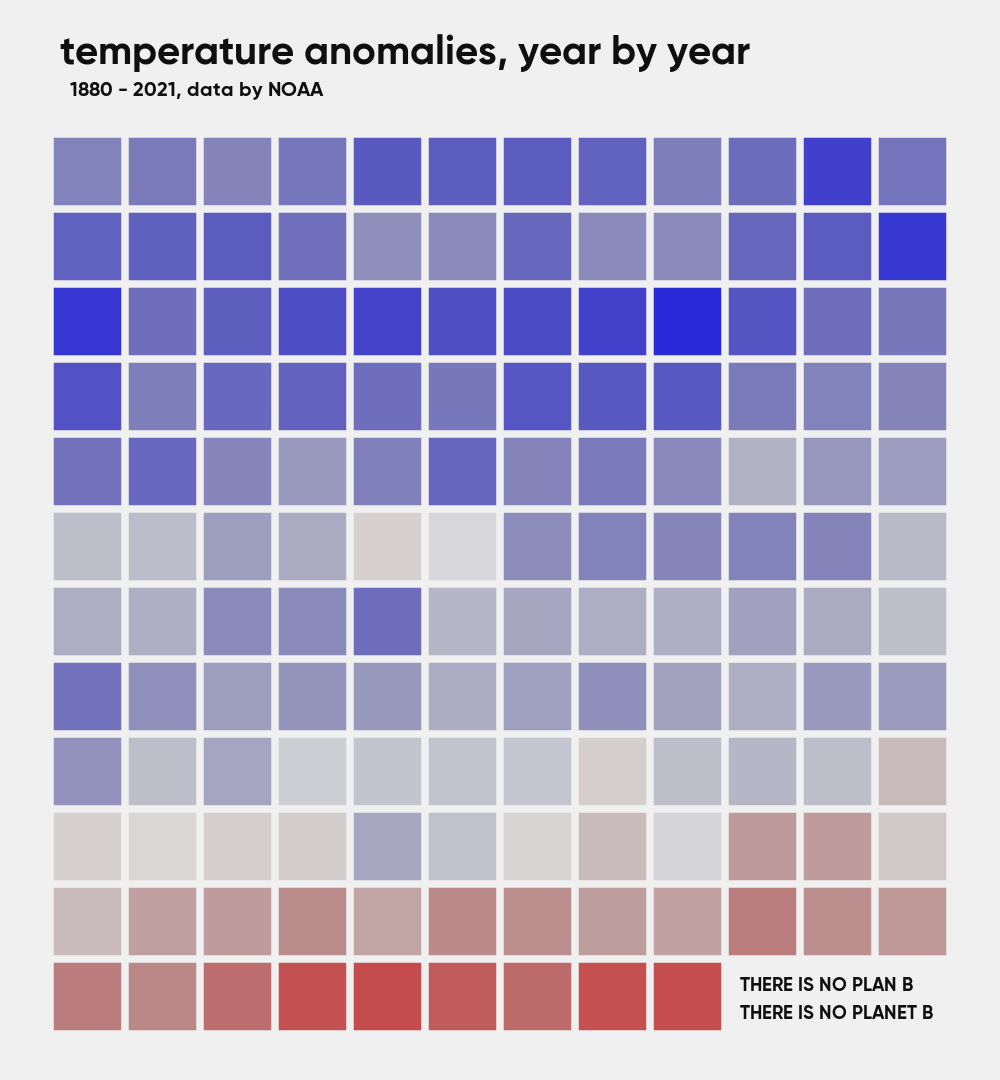 temperature anomalies, year by year
1880 - 2021, data by NOAA
THERE IS NO PLAN B
THERE IS NO PLANET B